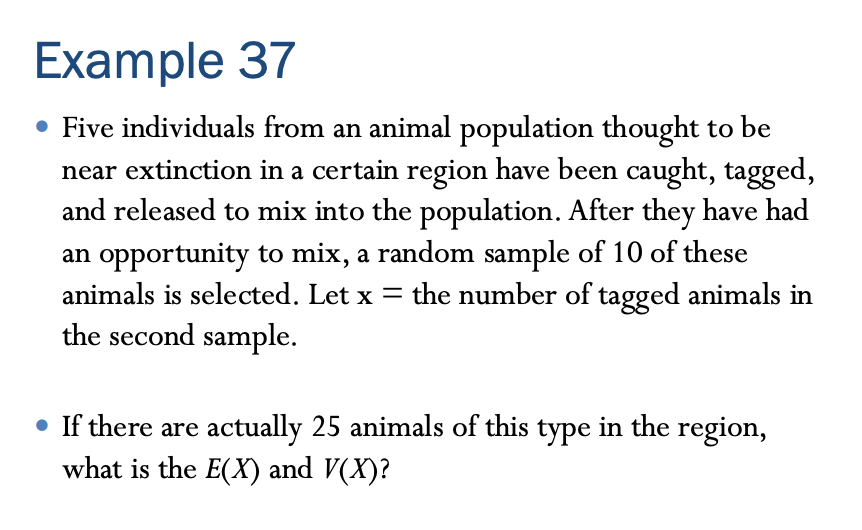 Example 37
• Five individuals from an animal population thought to be
near extinction in a certain region have been caught, tagged,
and released to mix into the population. After they have had
an opportunity to mix, a random sample of 10 of these
animals is selected. Let x = the number of tagged animals in
the second sample.
• If there are actually 25 animals of this type in the region,
what is the E(X) and V(X)?